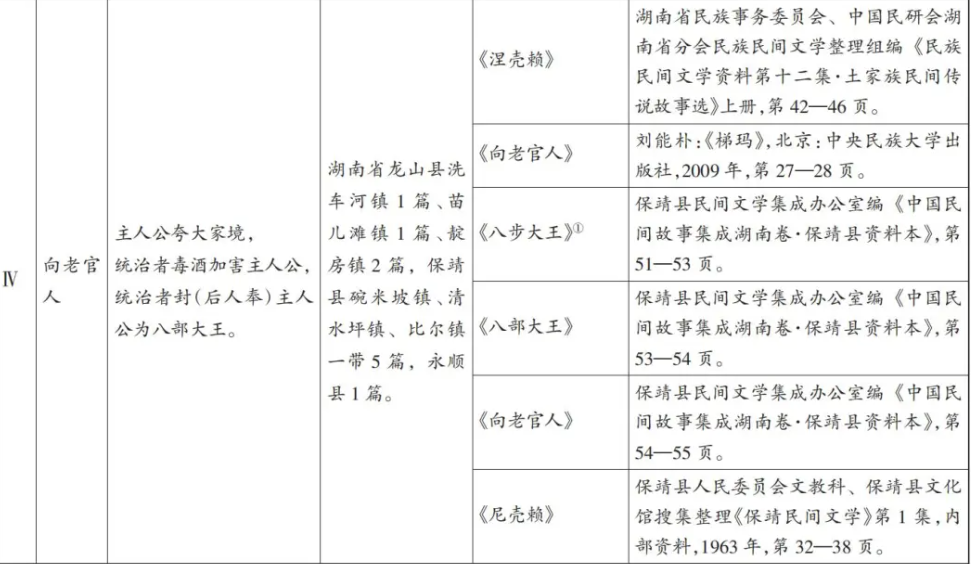 Ⅳ
向老官
人
主人公夸大家境，
统治者毒酒加害主人公，
统治者封（后人奉）主人
公为八部大王。
湖南省龙山县洗
车河镇 1 篇、苗
儿滩镇 1 篇、靛
房镇 2 篇，保靖
县碗米坡镇、清
水坪镇、比尔镇
一带 5 篇，永顺
县 1 篇。
《涅壳赖》
湖南省民族事务委员会、中国民研会湖
南省分会民族民间文学整理组编《民族
民间文学资料第十二集·土家族民间传
说故事选》上册，第 42—46 页。
《向老官人》
刘能朴：《梯玛》，北京：中央民族大学出
版社，2009 年，第 27—28 页。
《八步大王》①
保靖县民间文学集成办公室编《中国民
间故事集成湖南卷·保靖县资料本》，第
51—53 页。
《八部大王》
保靖县民间文学集成办公室编《中国民
间故事集成湖南卷·保靖县资料本》，第
53—54 页。
《向老官人》
保靖县民间文学集成办公室编《中国民
间故事集成湖南卷·保靖县资料本》，第
54—55 页。
《尼壳赖》
保靖县人民委员会文教科、保靖县文化
馆搜集整理《保靖民间文学》第 1 集，内
部资料，1963 年，第 32—38 页。